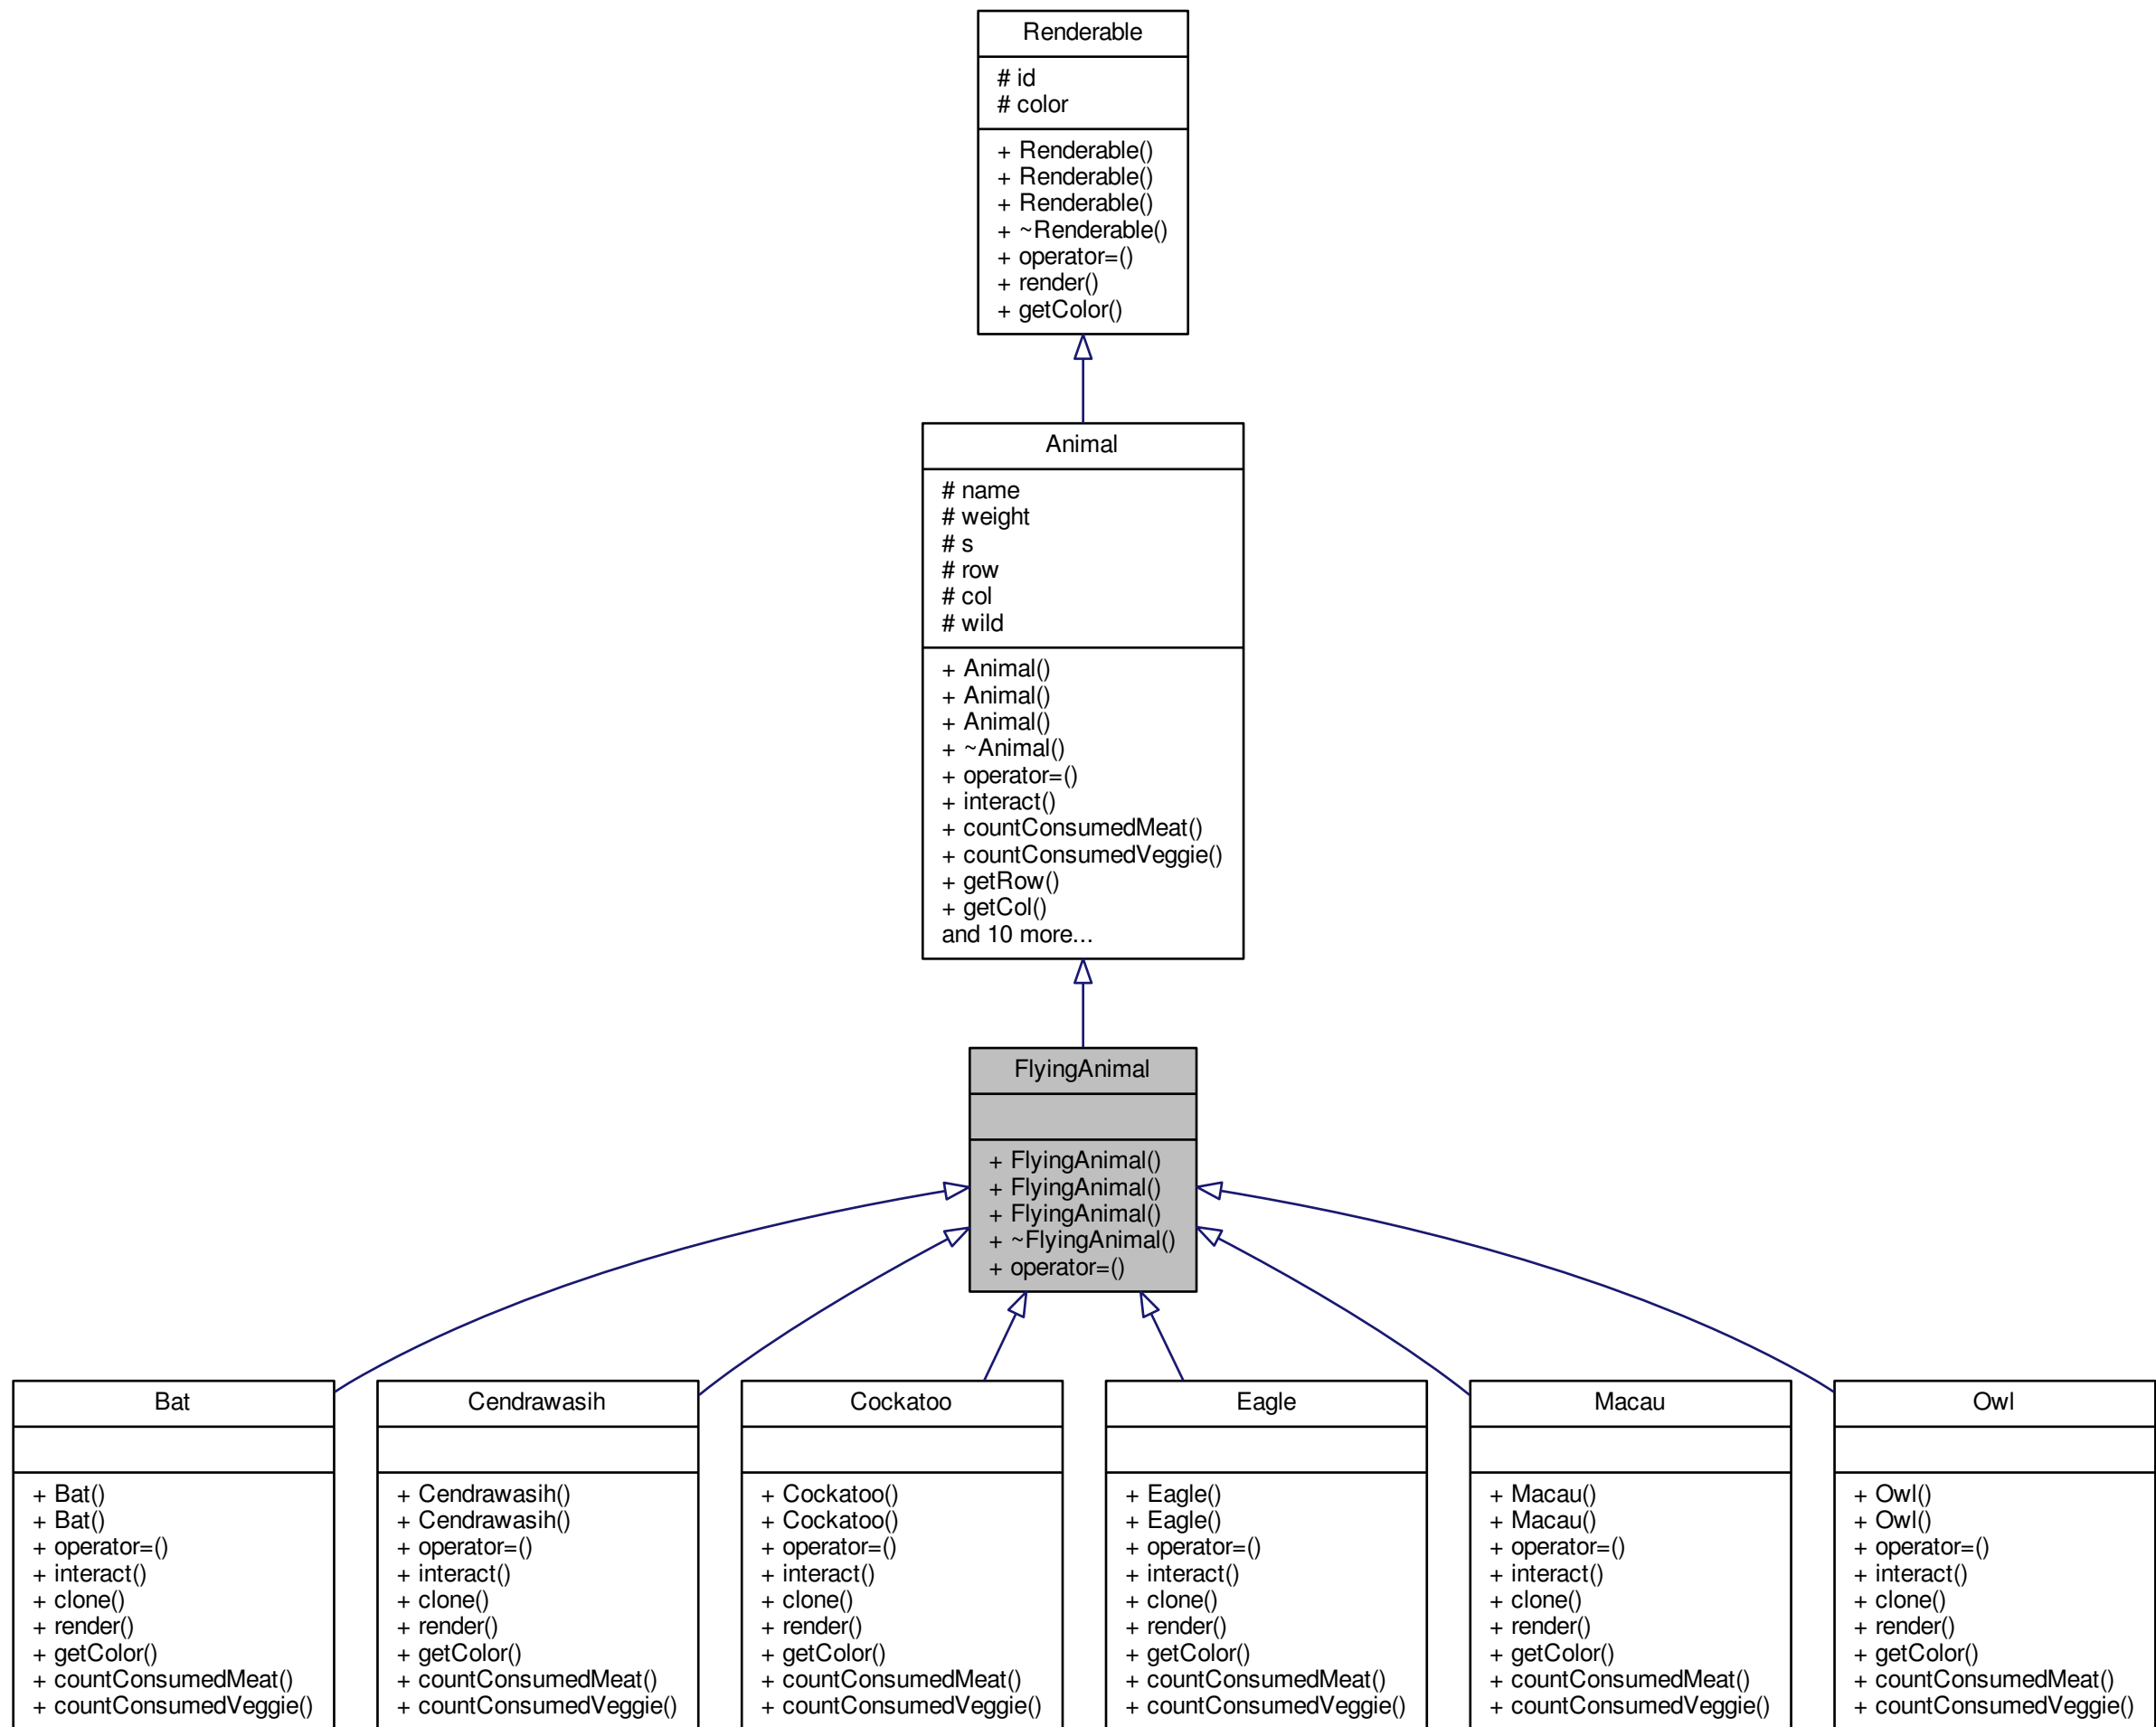 Renderable
# id
# color
+ Renderable()
+ Renderable()
+ Renderable()
+ ~Renderable()
+ operator=()
+ render()
+ getColor()
Animal
# name
# weight
# s
# row
# col
# wild
+ Animal()
+ Animal()
+ Animal()
+ ~Animal()
+ operator=()
+ interact()
+ countConsumedMeat()
+ countConsumedVeggie()
+ getRow()
+ getCol()
and 10 more...
FlyingAnimal
+ FlyingAnimal()
+ FlyingAnimal()
+ FlyingAnimal()
+ ~FlyingAnimal()
+ operator=()
Bat
+ Bat()
+ Bat()
+ operator=()
+ interact()
+ clone()
+ render()
+ getColor()
+ countConsumedMeat()
+ countConsumedVeggie()
Cendrawasih
+ Cendrawasih()
+ Cendrawasih()
+ operator=()
+ interact()
+ clone()
+ render()
+ getColor()
+ countConsumedMeat()
+ countConsumedVeggie()
Cockatoo
+ Cockatoo()
+ Cockatoo()
+ operator=()
+ interact()
+ clone()
+ render()
+ getColor()
+ countConsumedMeat()
+ countConsumedVeggie()
Eagle
+ Eagle()
+ Eagle()
+ operator=()
+ interact()
+ clone()
+ render()
+ getColor()
+ countConsumedMeat()
+ countConsumedVeggie()
Macau
+ Macau()
+ Macau()
+ operator=()
+ interact()
+ clone()
+ render()
+ getColor()
+ countConsumedMeat()
+ countConsumedVeggie()
Owl
+ Owl()
+ Owl()
+ operator=()
+ interact()
+ clone()
+ render()
+ getColor()
+ countConsumedMeat()
+ countConsumedVeggie()